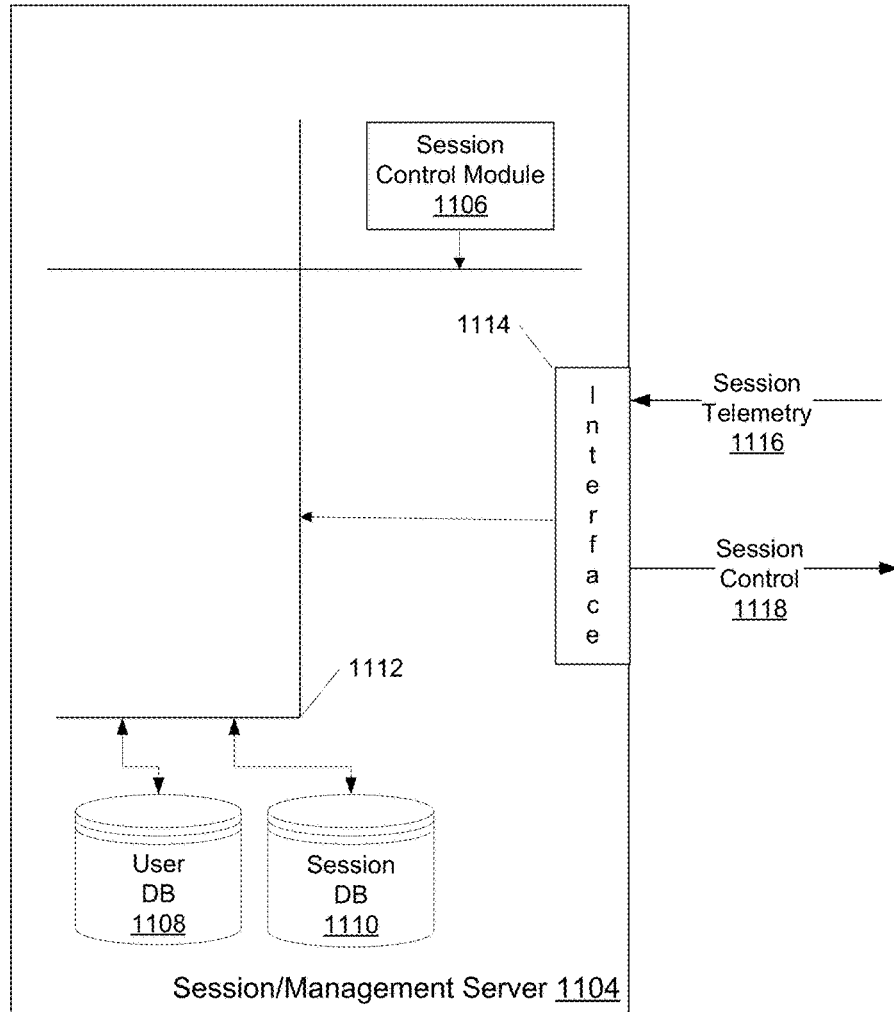 Session
Control Module
1106
1114
Interface
Session
Telemetry
1116
Session
Control
1118
1112
User
DB
1108
Session
DB
1110
Session/Management Server 1104